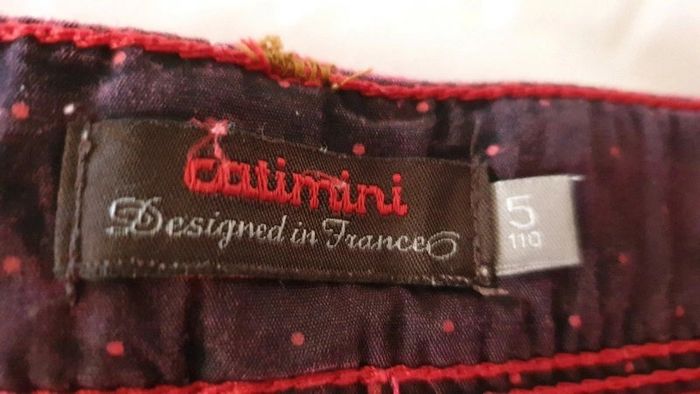 catimini
Designed in France
5
110